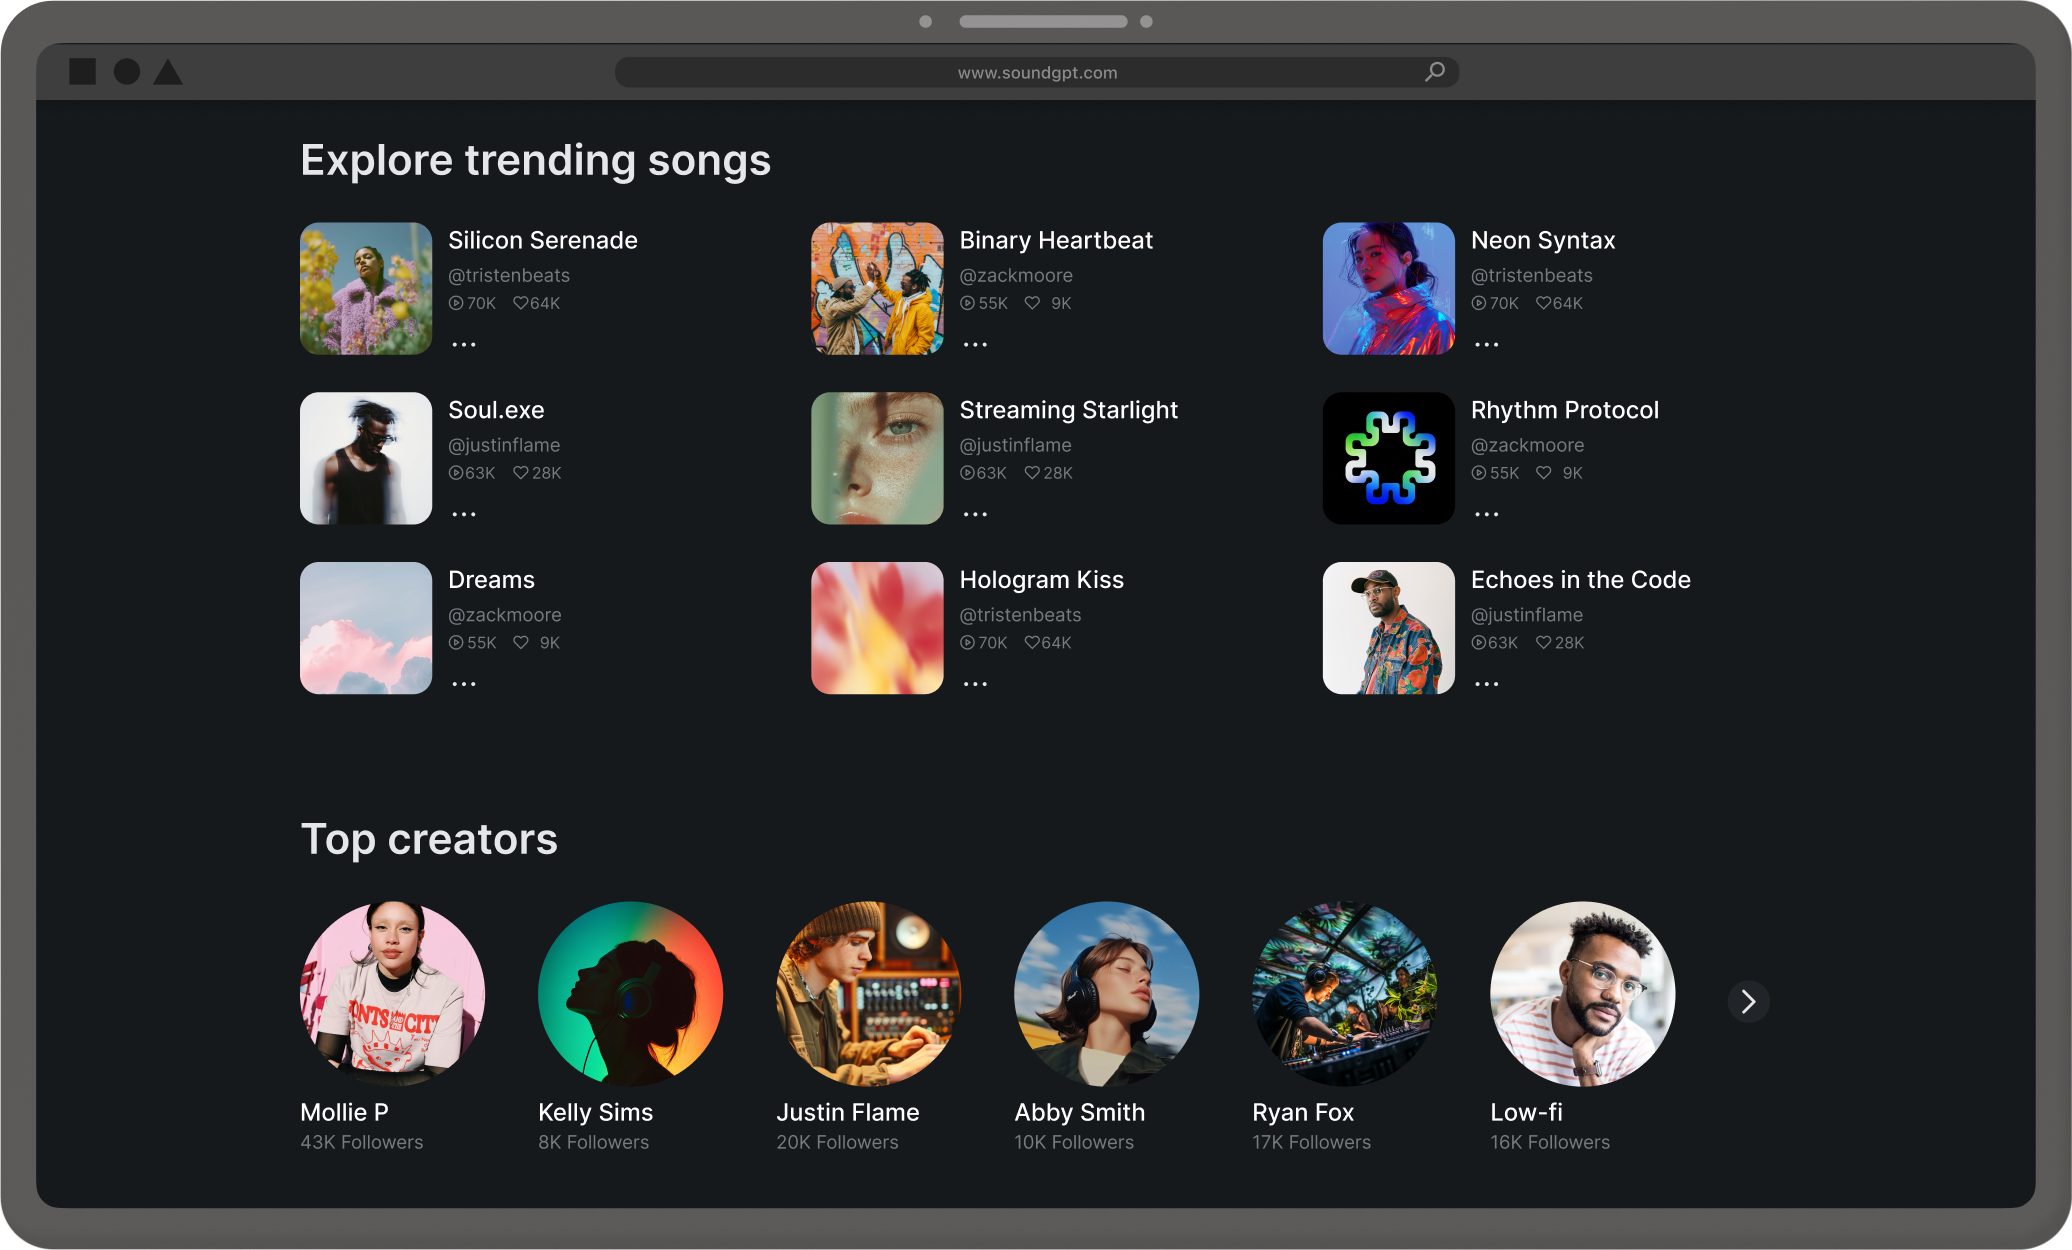 www.soundgpt.com
Explore trending songs
Silicon Serenade
@tristenbeats
70K 64K
...
Binary Heartbeat
@zackmoore
55K 9K
...
Neon Syntax
@tristenbeats
70K 64K
...
Soul.exe
@justinflame
63K 28K
...
Streaming Starlight
@justinflame
63K 28K
...
Rhythm Protocol
@zackmoore
55K 9K
...
Dreams
@zackmoore
55K 9K
...
Hologram Kiss
@tristenbeats
70K 64K
...
Echoes in the Code
@justinflame
63K 28K
...
Top creators
Mollie P
43K Followers
Kelly Sims
8K Followers
Justin Flame
20K Followers
Abby Smith
10K Followers
Ryan Fox
17K Followers
Low-fi
16K Followers